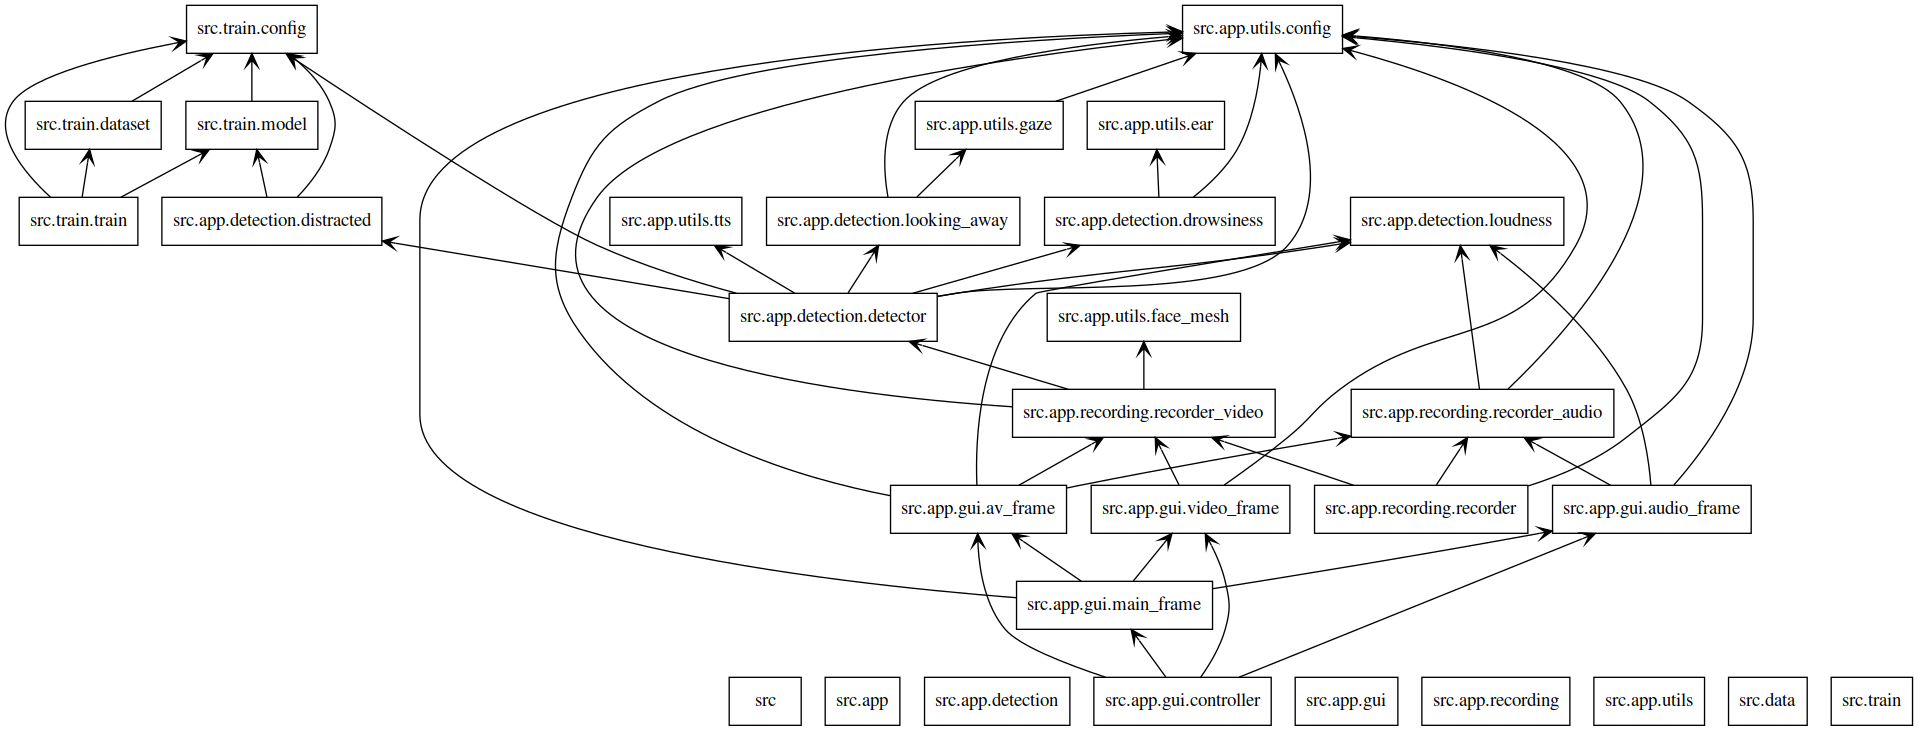 src.train.config
src.app.utils.config
src.train.dataset
src.train.model
src.app.utils.gaze
src.app.utils.ear
src.train.train
src.app.detection.distracted
src.app.utils.tts
src.app.detection.looking_away
src.app.detection.drowsiness
src.app.detection.loudness
src.app.detection.detector
src.app.utils.face_mesh
src.app.recording.recorder_video
src.app.recording.recorder_audio
src.app.gui.av_frame
src.app.gui.video_frame
src.app.recording.recorder
src.app.gui.audio_frame
src.app.gui.main_frame
src
src.app
src.app.detection
src.app.gui.controller
src.app.gui
src.app.recording
src.app.utils
src.data
src.train